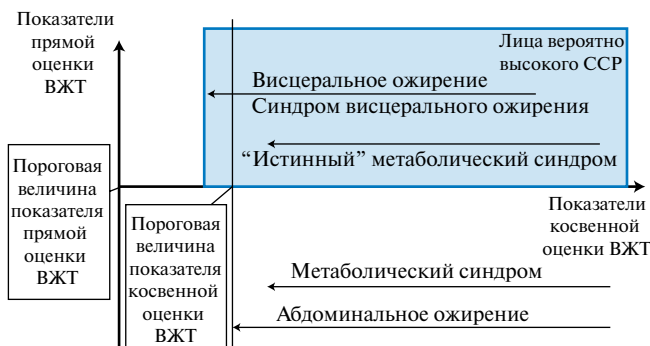 Показатели
прямой
оценки
ВЖТ
Лица вероятно
высокого ССР
Висцеральное ожирение
Синдром висцерального ожирения
“Истинный” метаболический синдром
Пороговая
величина
показателя
прямой
оценки
ВЖТ
Пороговая
величина
показателя
косвенной
оценки
ВЖТ
Показатели
косвенной
оценки ВЖТ
Метаболический синдром
Абдоминальное ожирение